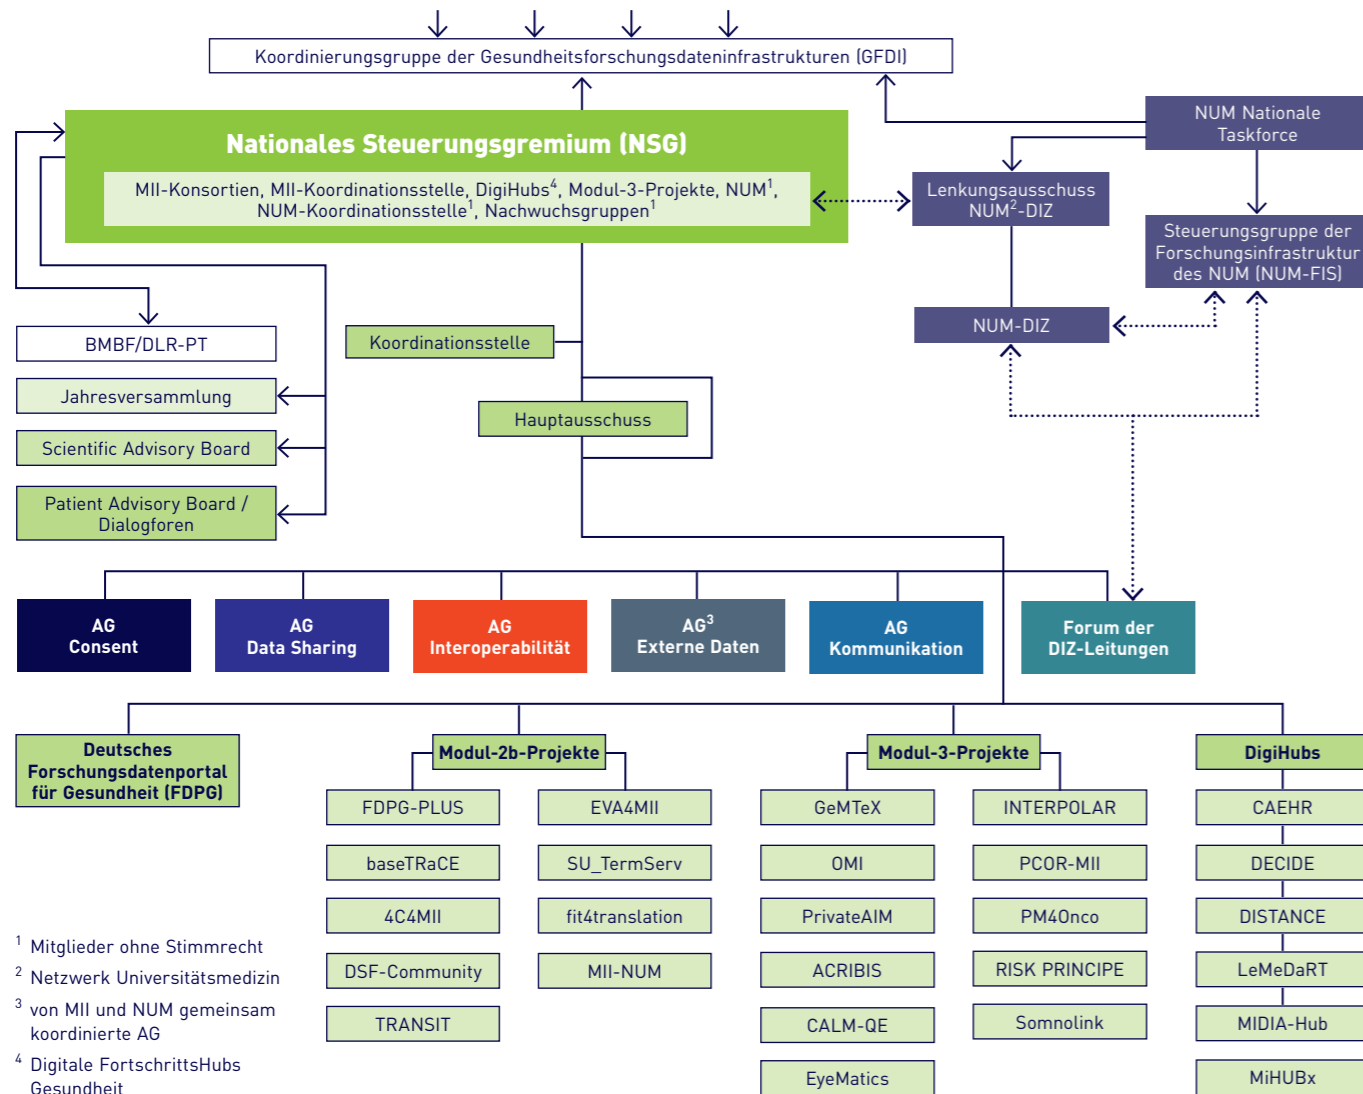 Koordinierungsgruppe der Gesundheitsforschungsdateninfrastrukturen (GFDI)
Nationales Steuerungsgremium (NSG)
MII-Konsortien, MII-Koordinationsstelle, DigiHubs⁴, Modul-3-Projekte, NUM¹,
NUM-Koordinationsstelle¹, Nachwuchsgruppen¹
NUM Nationale
Taskforce
Lenkungsausschuss
NUM²-DIZ
Steuerungsgruppe der
Forschungsinfrastruktur
des NUM (NUM-FIS)
NUM-DIZ
BMBF/DLR-PT
Jahresversammlung
Scientific Advisory Board
Patient Advisory Board /
Dialogforen
Koordinationsstelle
Hauptausschuss
AG
Consent
AG
Data Sharing
AG
Interoperabilität
AG³
Externe Daten
AG
Kommunikation
Forum der
DIZ-Leitungen
Deutsches
Forschungsdatenportal
für Gesundheit (FDPG)
Modul-2b-Projekte
FDPG-PLUS
baseTRaCE
4C4MII
DSF-Community
TRANSIT
EVA4MII
SU_TermServ
fit4translation
MII-NUM
Modul-3-Projekte
GeMTeX
OMI
PrivateAIM
ACRIBIS
CALM-QE
EyeMatics
INTERPOLAR
PCOR-MII
PM4Onco
RISK PRINCIPE
Somnolink
DigiHubs
CAEHR
DECIDE
DISTANCE
LeMeDaRT
MIDIA-Hub
MiHUBx
¹ Mitglieder ohne Stimmrecht
² Netzwerk Universitätsmedizin
³ von MII und NUM gemeinsam
koordinierte AG
⁴ Digitale FortschrittsHubs
Gesundheit